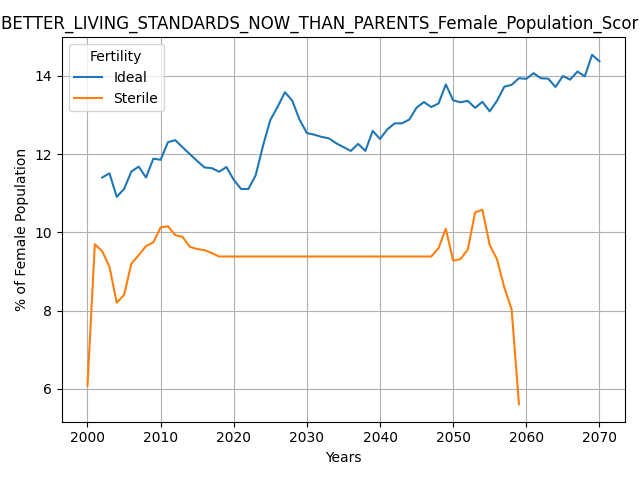 BETTER_LIVING_STANDARDS_NOW_THAN_PARENTS_Female_Population_Scor
Fertility
Ideal
Sterile
% of Female Population
14
12
10
8
6
2000 2010 2020 2030 2040 2050 2060 2070
Years